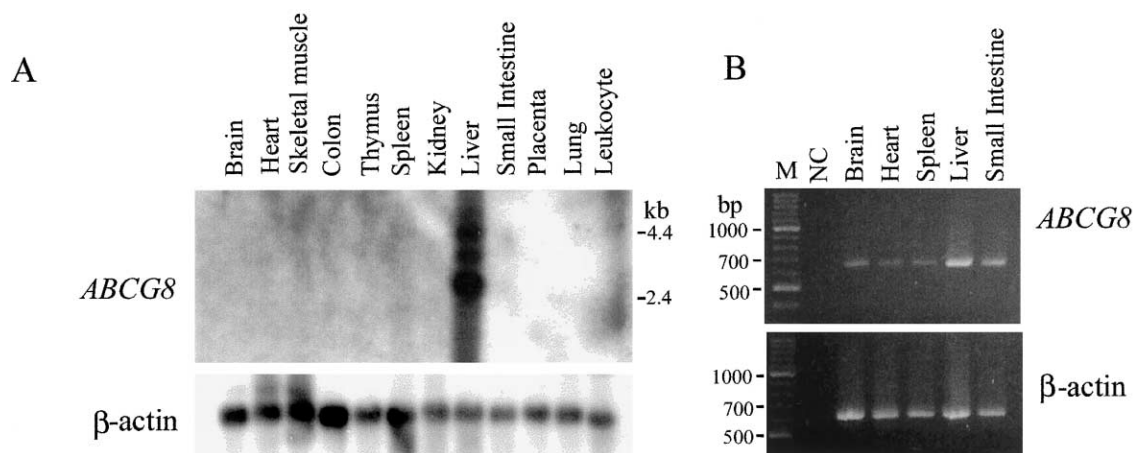 A
Brain
Heart
Skeletal muscle
Colon
Thymus
Spleen
Kidney
Liver
Small Intestine
Placenta
Lung
Leukocyte
kb
-4.4
-2.4
ABCG8
β-actin
B
M
NC
Brain
Heart
Spleen
Liver
Small Intestine
bp
1000
700
500
ABCG8
1000
700
500
β-actin